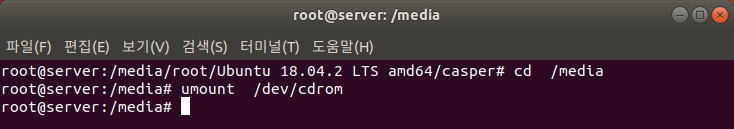 root@server: /media
파일(F) 편집(E) 보기(V) 검색(S) 터미널(T) 도움말(H)
root@server:/media/root/Ubuntu 18.04.2 LTS amd64/casper# cd  /media
root@server:/media# umount  /dev/cdrom
root@server:/media#